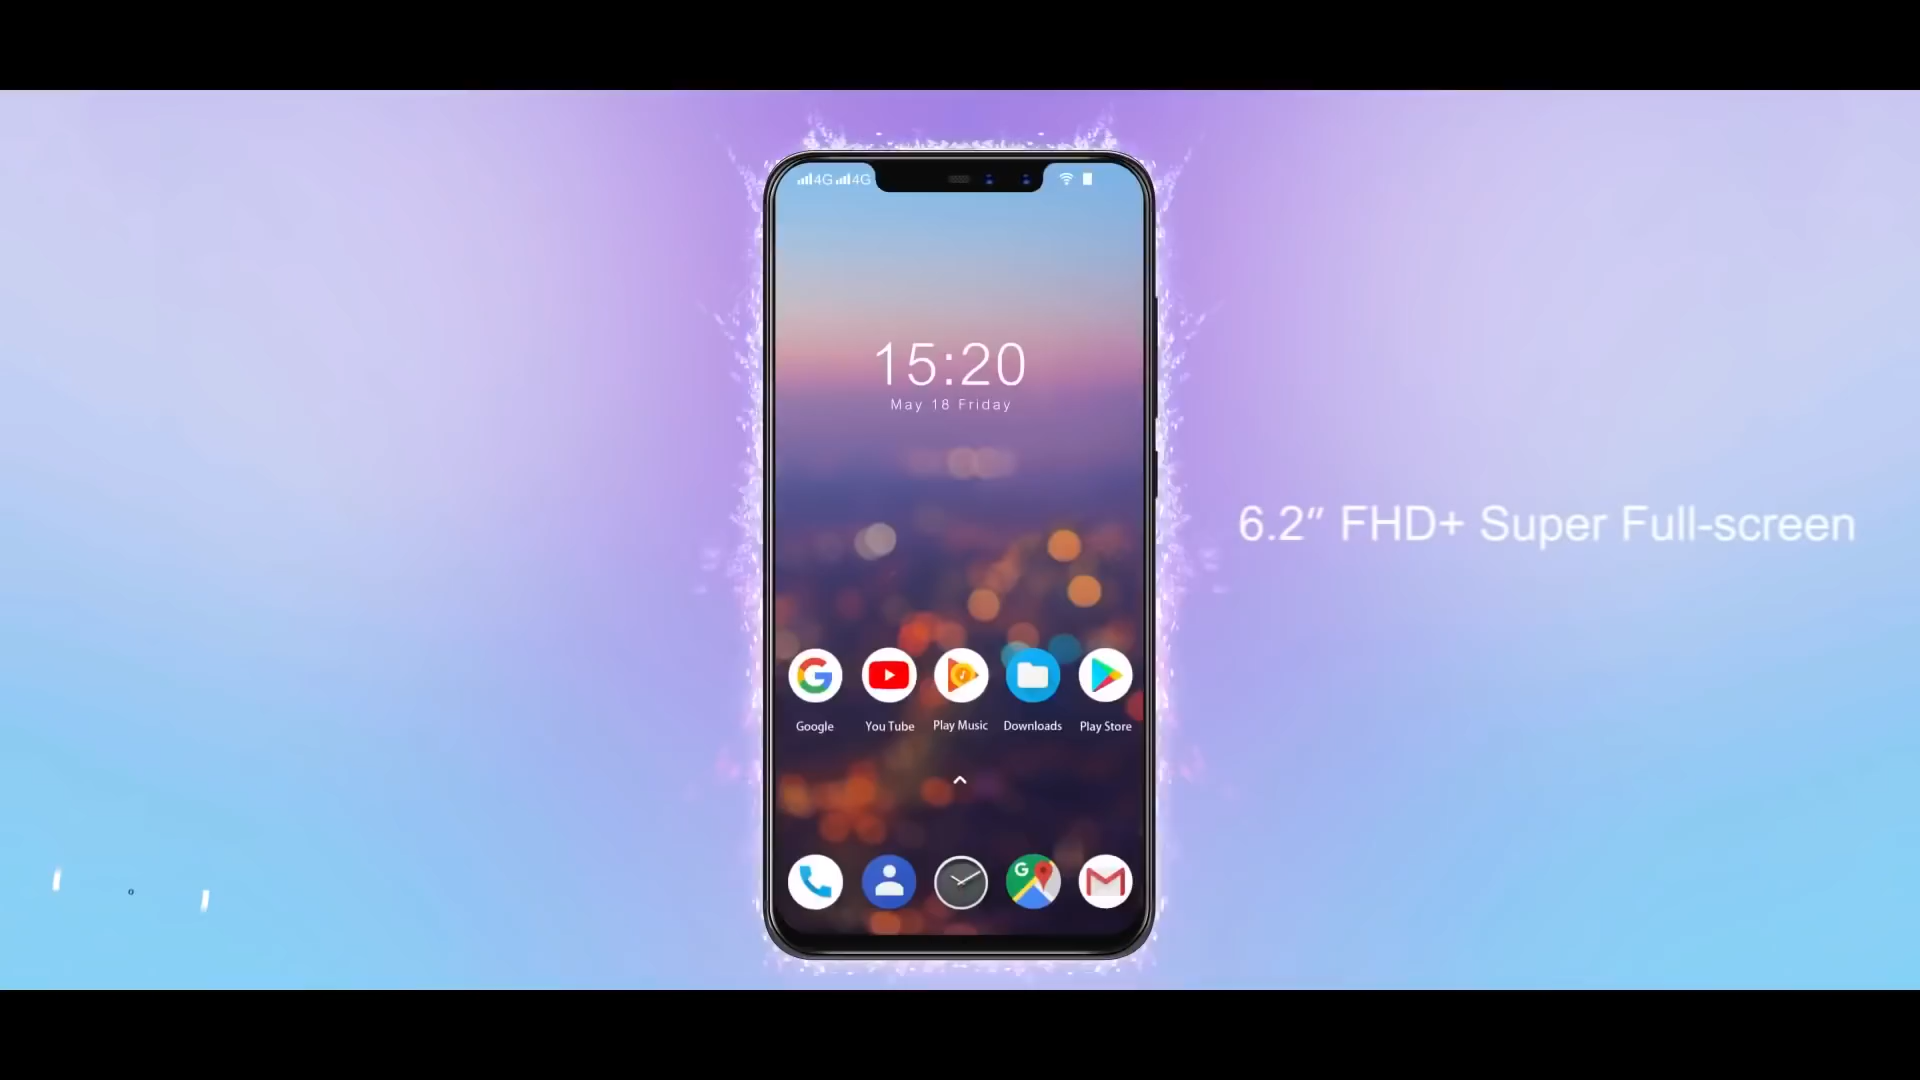 4G 4G
15:20
May 18 Friday
6.2″ FHD+ Super Full-screen
Google You Tube Play Music Downloads Play Store